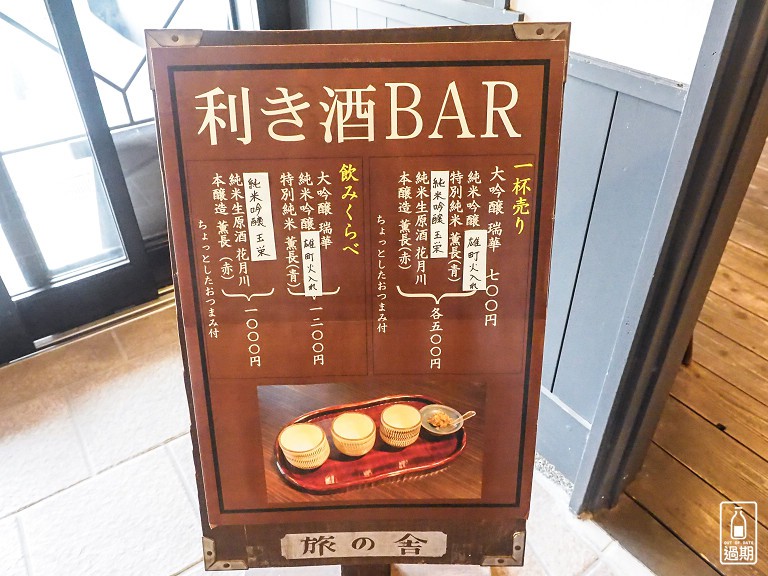 利き酒BAR
一杯売り
大吟醸 瑞華 七〇〇円
純米吟醸 雄町火入れ
特別純米 薫長(青)
純米吟醸 玉栄
純米生原酒 花月川
本醸造 薫長(赤)
各五〇〇円
ちょっとしたおつまみ付
飲みくらべ
大吟醸 瑞華
純米吟醸 雄町火入れ
特別純米 薫長(青)
一二〇〇円
純米吟醸 玉栄
純米生原酒 花月川
本醸造 薫長(赤)
一〇〇〇円
ちょっとしたおつまみ付
旅の舎
OUT OF DATE
過期